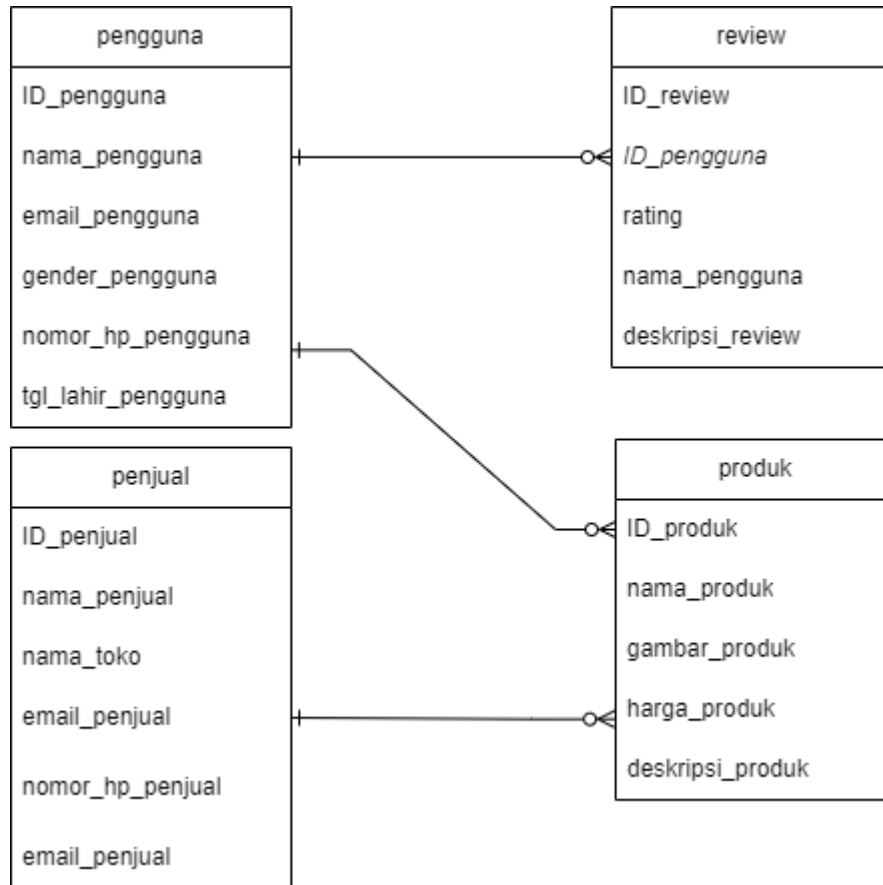 pengguna
ID_pengguna
nama_pengguna
email_pengguna
gender_pengguna
nomor_hp_pengguna
tgl_lahir_pengguna
review
ID_review
ID_pengguna
rating
nama_pengguna
deskripsi_review
penjual
ID_penjual
nama_penjual
nama_toko
email_penjual
nomor_hp_penjual
email_penjual
produk
ID_produk
nama_produk
gambar_produk
harga_produk
deskripsi_produk